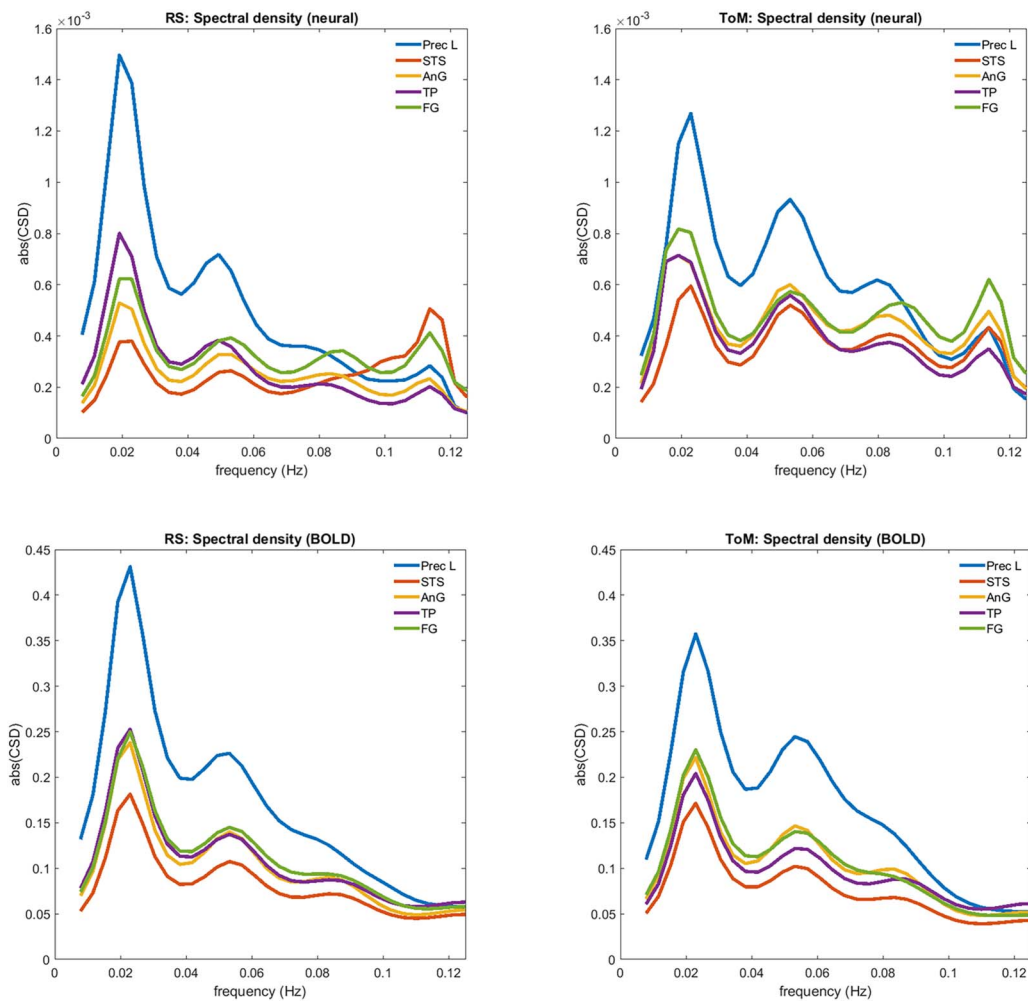 RS: Spectral density (neural)
×10⁻³
abs(CSD)
1.6
1.4
1.2
1
0.8
0.6
0.4
0.2
0
0
0.02
0.04
0.06
0.08
0.1
0.12
frequency (Hz)
Prec L
STS
AnG
TP
FG
ToM: Spectral density (neural)
×10⁻³
abs(CSD)
1.6
1.4
1.2
1
0.8
0.6
0.4
0.2
0
0
0.02
0.04
0.06
0.08
0.1
0.12
frequency (Hz)
Prec L
STS
AnG
TP
FG
RS: Spectral density (BOLD)
abs(CSD)
0.45
0.4
0.35
0.3
0.25
0.2
0.15
0.1
0.05
0
0
0.02
0.04
0.06
0.08
0.1
0.12
frequency (Hz)
Prec L
STS
AnG
TP
FG
ToM: Spectral density (BOLD)
abs(CSD)
0.45
0.4
0.35
0.3
0.25
0.2
0.15
0.1
0.05
0
0
0.02
0.04
0.06
0.08
0.1
0.12
frequency (Hz)
Prec L
STS
AnG
TP
FG